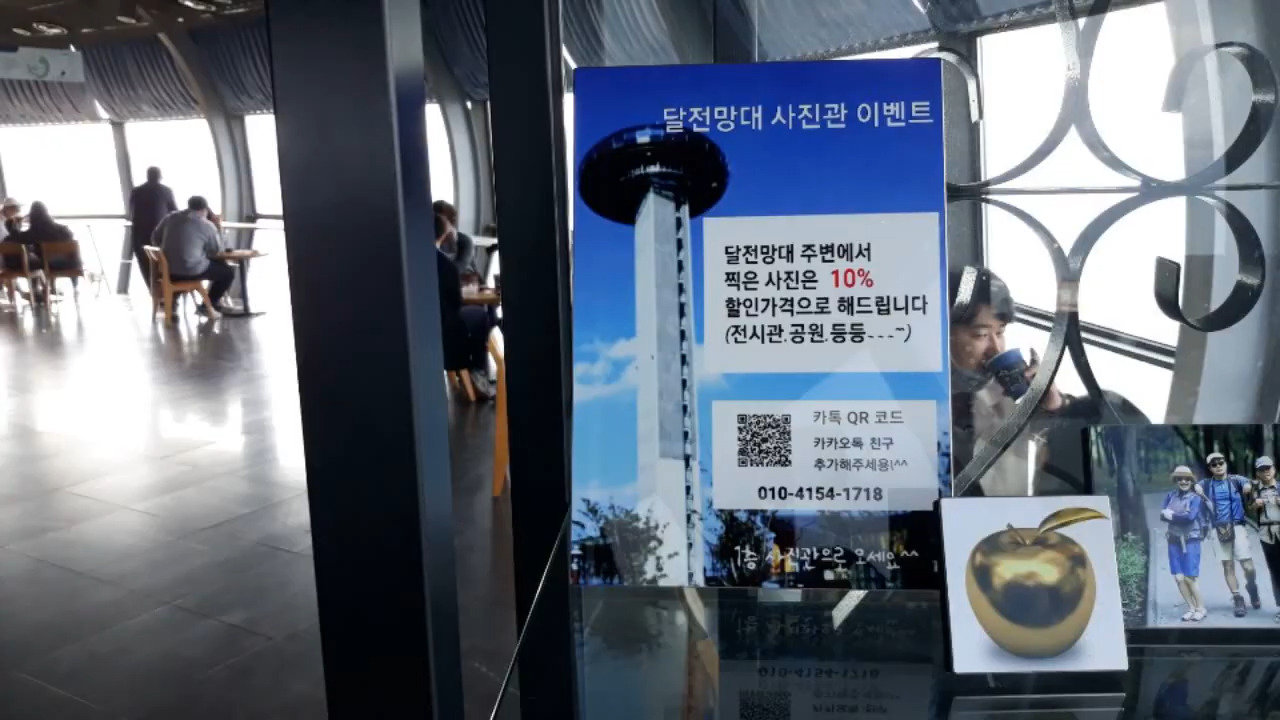 달전망대 사진관 이벤트
달전망대 주변에서
찍은 사진은 10%
할인가격으로 해드립니다
(전시관.공원.등등---~)
카톡 QR 코드
카카오톡 친구
추가해주세용!^^
010-4154-1718
1층 사진관으로 오세요^^